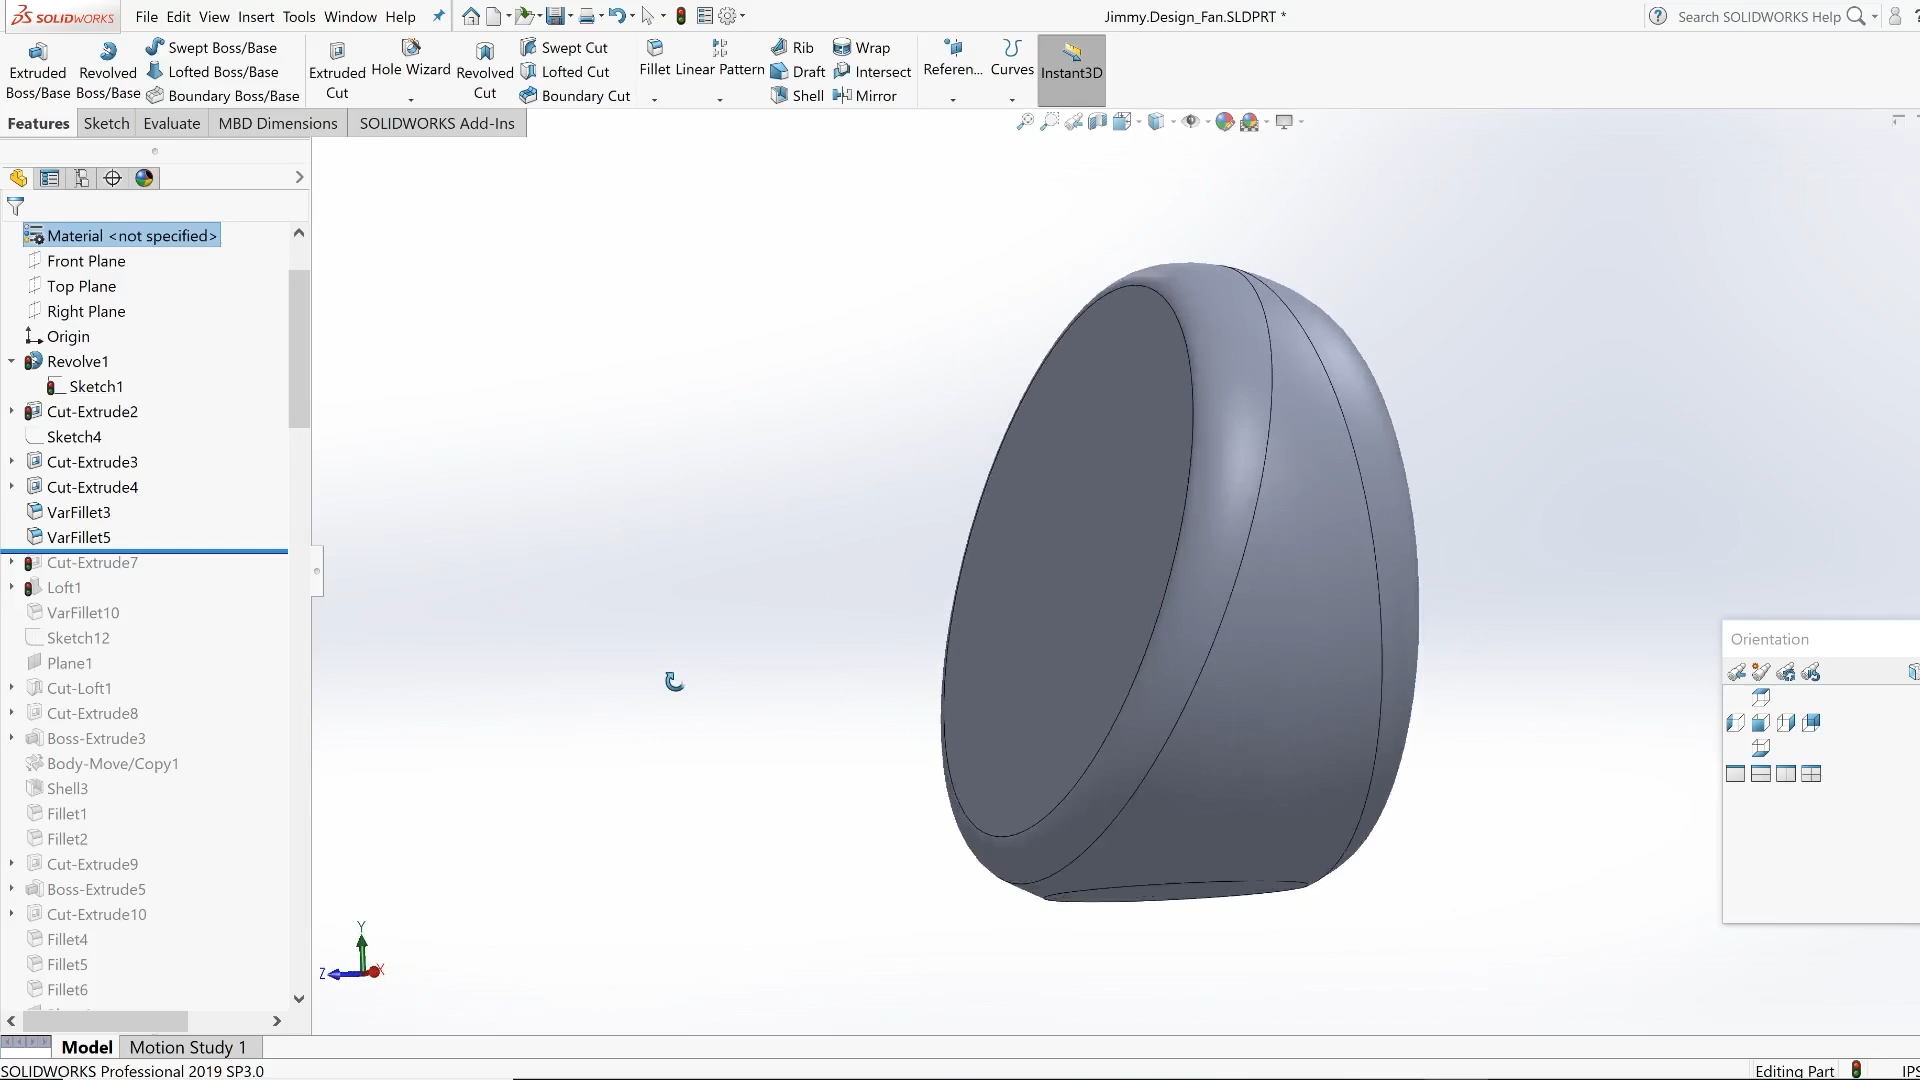 SOLIDWORKS File Edit View Insert Tools Window Help Jimmy.Design_Fan.SLDPRT * Search SOLIDWORKS Help
Extruded Boss/Base
Revolved Boss/Base
Swept Boss/Base
Lofted Boss/Base
Boundary Boss/Base
Extruded Cut
Hole Wizard
Revolved Cut
Swept Cut
Lofted Cut
Boundary Cut
Fillet
Linear Pattern
Rib
Draft
Shell
Wrap
Intersect
Mirror
Referen...
Curves
Instant3D
Features Sketch Evaluate MBD Dimensions SOLIDWORKS Add-Ins
Material <not specified>
Front Plane
Top Plane
Right Plane
Origin
Revolve1
Sketch1
Cut-Extrude2
Sketch4
Cut-Extrude3
Cut-Extrude4
VarFillet3
VarFillet5
Cut-Extrude7
Loft1
VarFillet10
Sketch12
Plane1
Cut-Loft1
Cut-Extrude8
Boss-Extrude3
Body-Move/Copy1
Shell3
Fillet1
Fillet2
Cut-Extrude9
Boss-Extrude5
Cut-Extrude10
Fillet4
Fillet5
Fillet6
Orientation
Y
Z X
Model Motion Study 1
SOLIDWORKS Professional 2019 SP3.0 Editing Part IPS